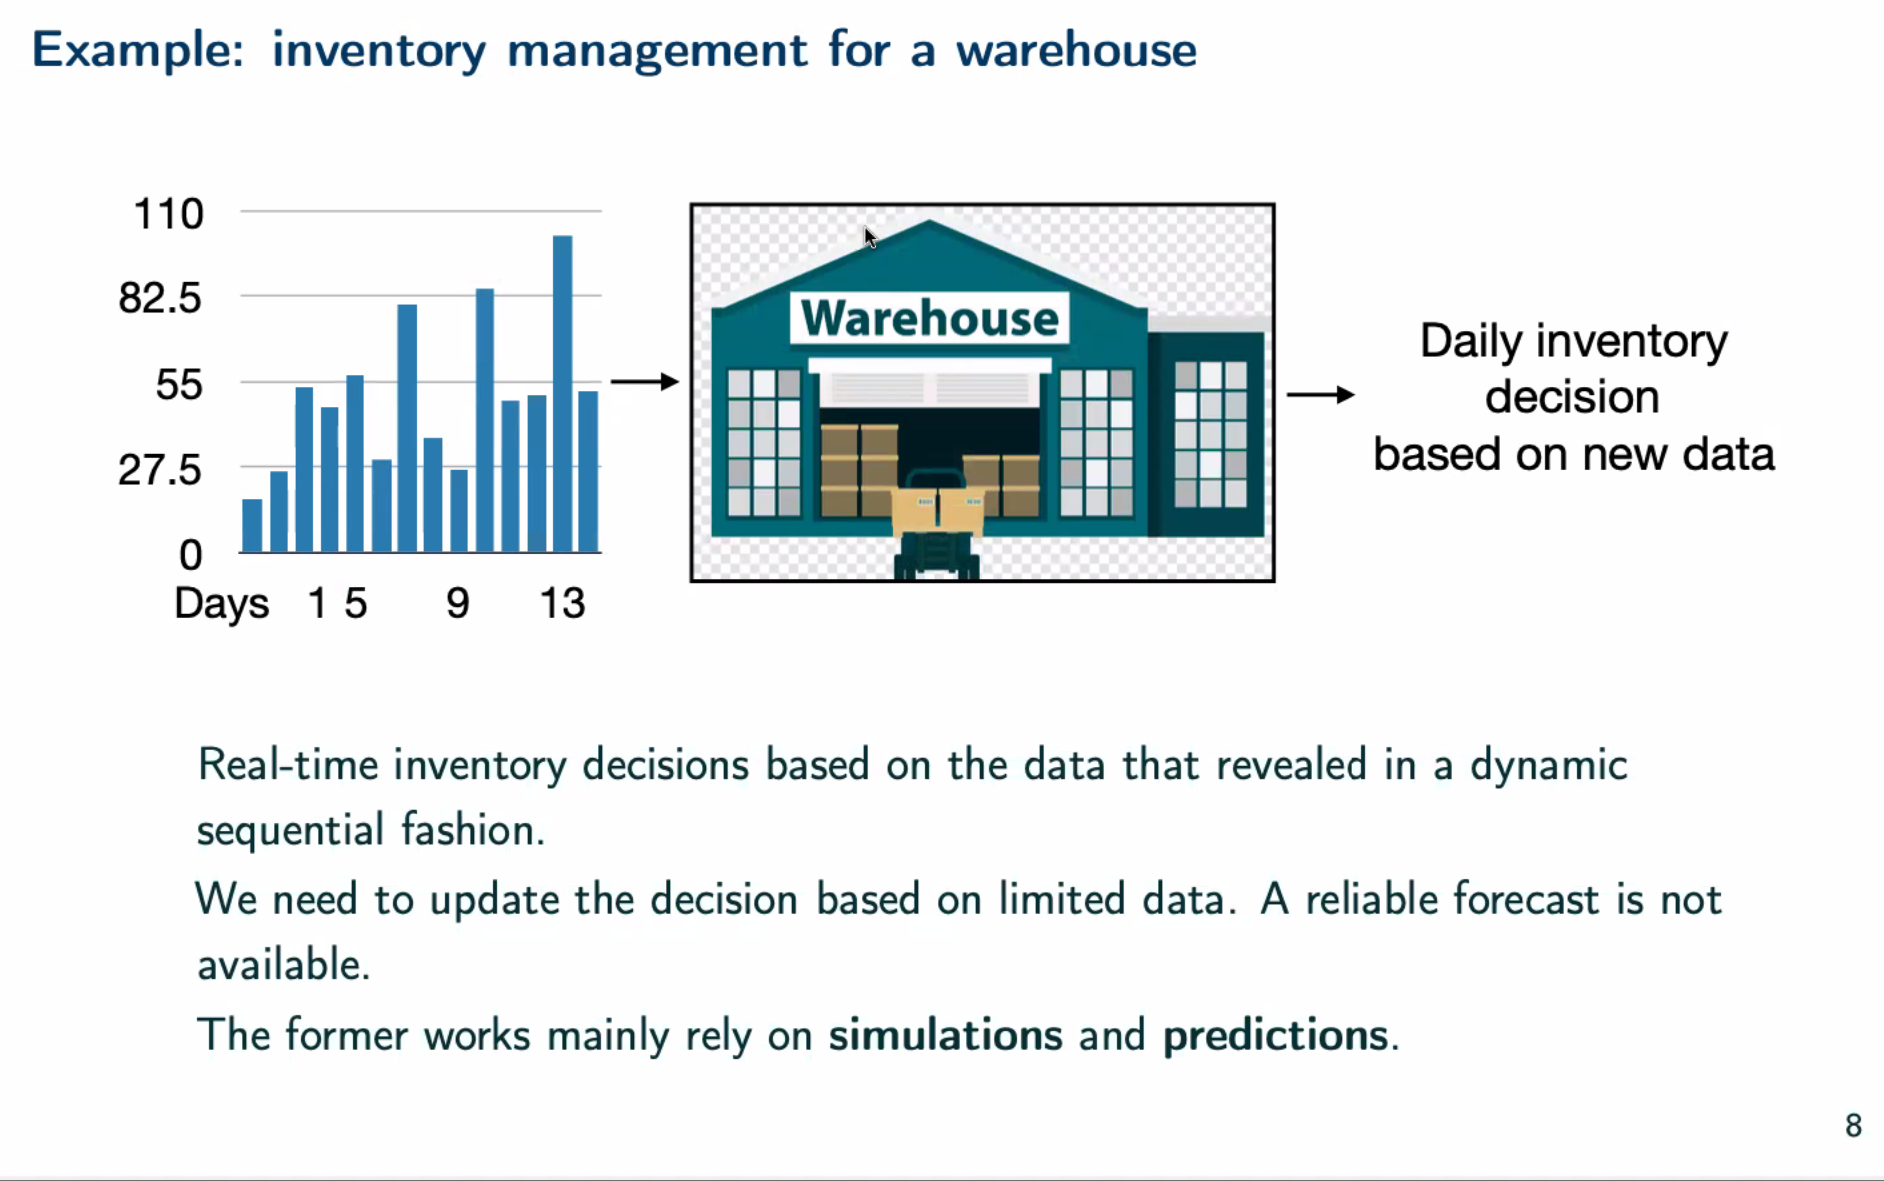 Example: inventory management for a warehouse
110
82.5
55
27.5
0
Days 1 5 9 13
Warehouse
Daily inventory
decision
based on new data
Real-time inventory decisions based on the data that revealed in a dynamic
sequential fashion.
We need to update the decision based on limited data. A reliable forecast is not
available.
The former works mainly rely on simulations and predictions.
8